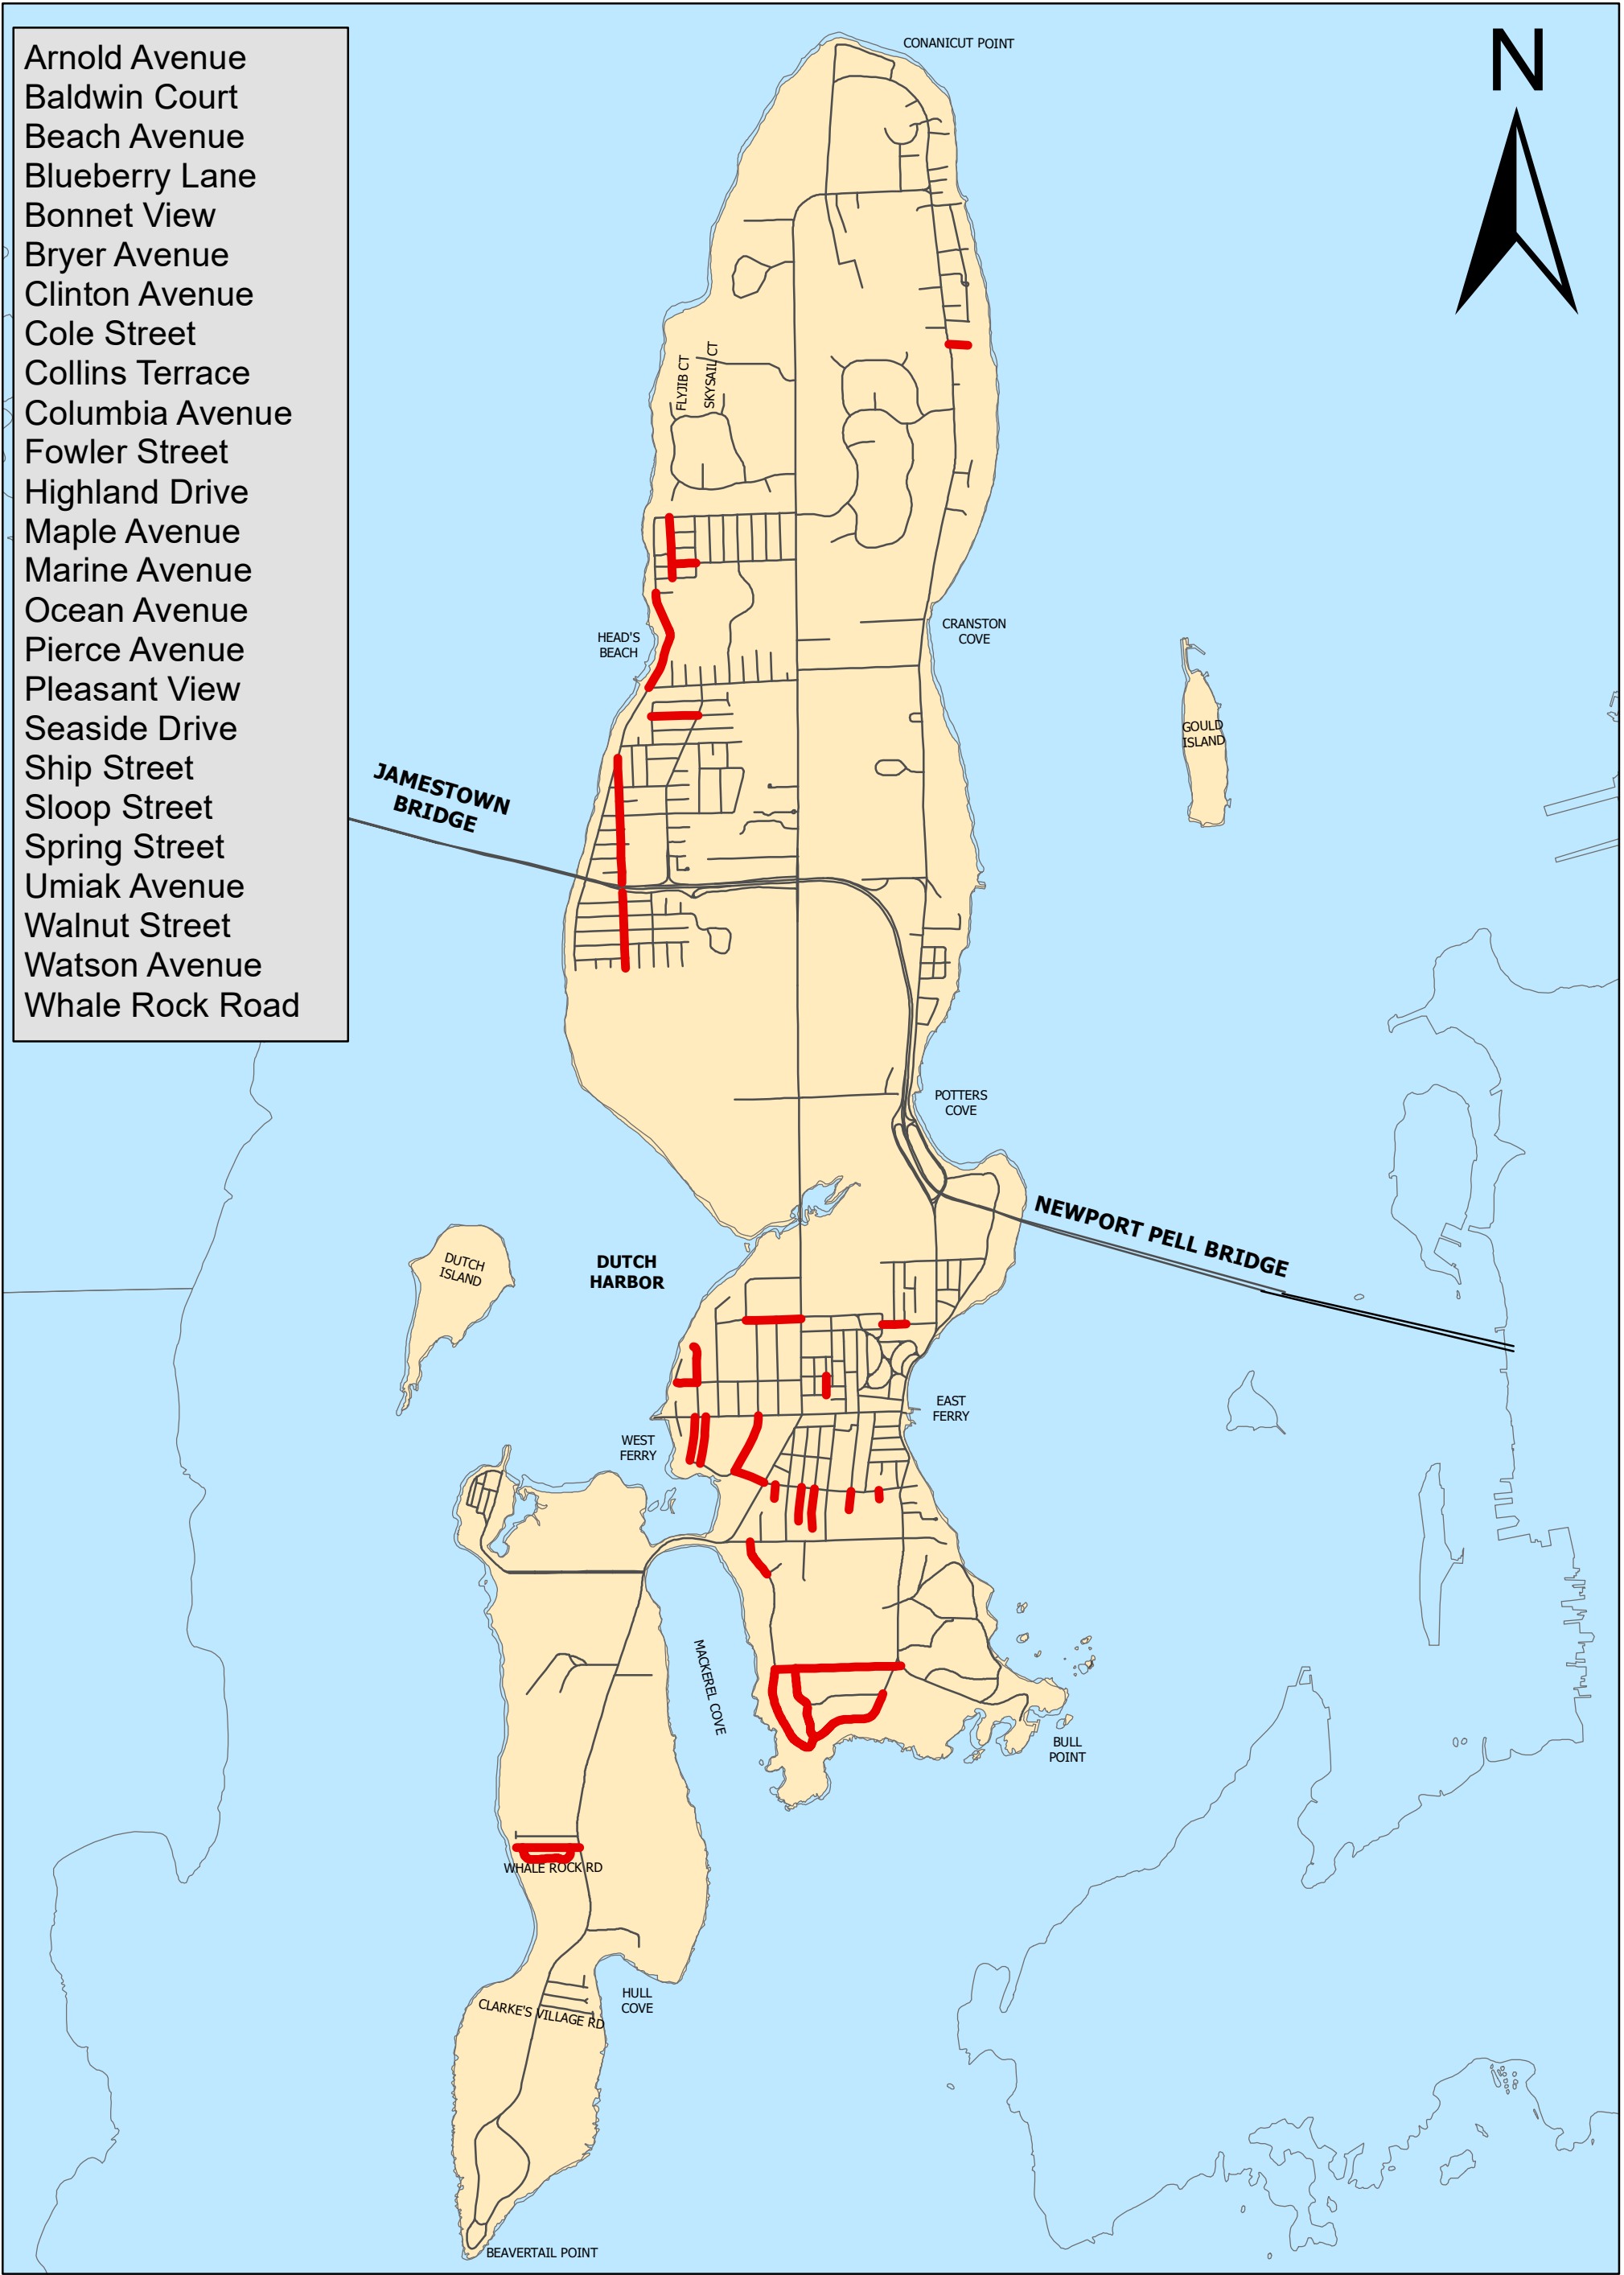 Arnold Avenue
Baldwin Court
Beach Avenue
Blueberry Lane
Bonnet View
Bryer Avenue
Clinton Avenue
Cole Street
Collins Terrace
Columbia Avenue
Fowler Street
Highland Drive
Maple Avenue
Marine Avenue
Ocean Avenue
Pierce Avenue
Pleasant View
Seaside Drive
Ship Street
Sloop Street
Spring Street
Umiak Avenue
Walnut Street
Watson Avenue
Whale Rock Road
N
CONANICUT POINT
FLYJIB CT
SKYSAIL CT
HEAD'S
BEACH
CRANSTON
COVE
GOULD
ISLAND
JAMESTOWN
BRIDGE
POTTERS
COVE
NEWPORT PELL BRIDGE
DUTCH
ISLAND
DUTCH
HARBOR
EAST
FERRY
WEST
FERRY
MACKEREL COVE
BULL
POINT
WHALE ROCK RD
HULL
COVE
CLARKE'S VILLAGE RD
BEAVERTAIL POINT